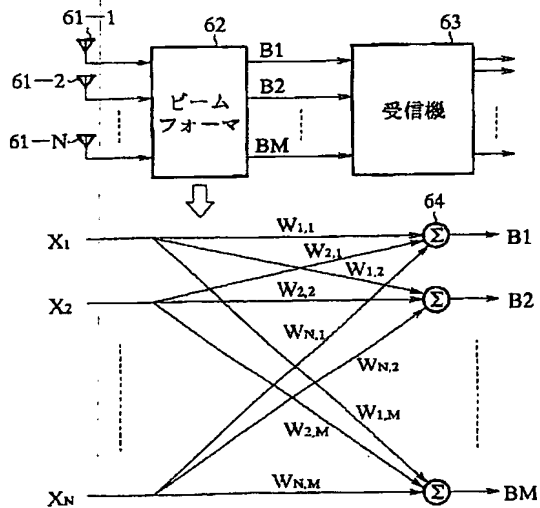 61-1
62
63
B1
61-2
B2
ビーム
フォーマ
受信機
61-N
BM
64
X1
W1,1
Σ
B1
W2,1
W1,2
X2
W2,2
Σ
B2
WN,1
WN,2
W1,M
W2,M
XN
WN,M
Σ
BM